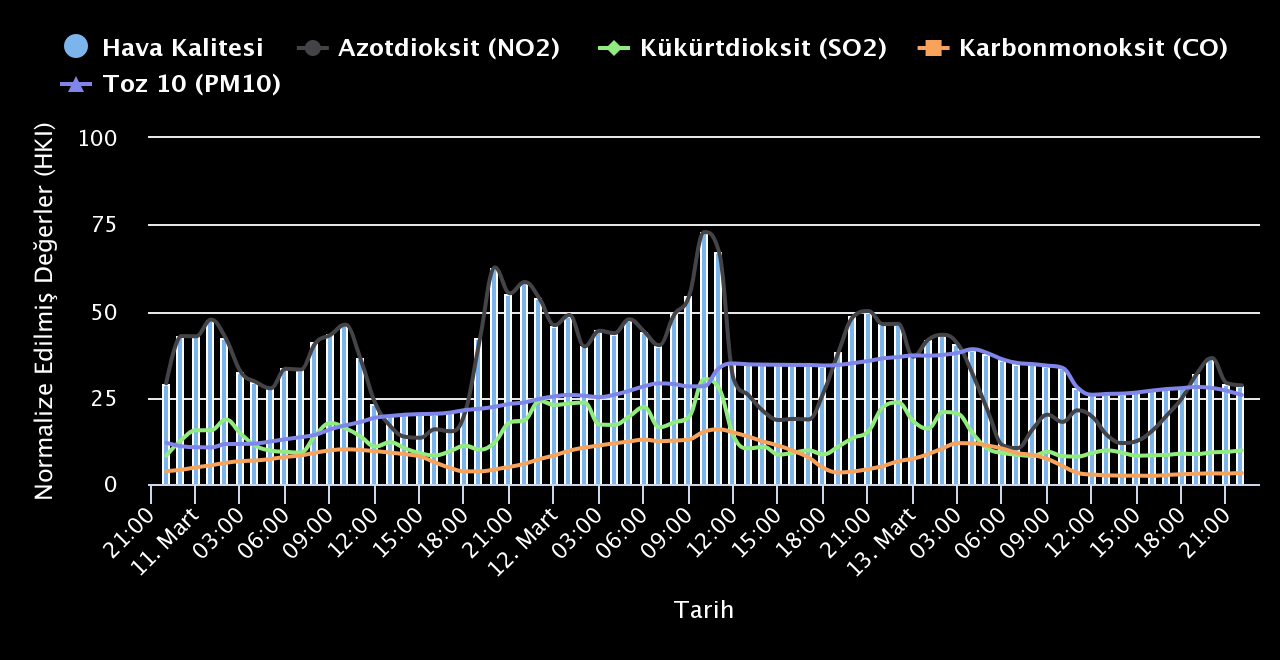 Hava Kalitesi Azotdioksit (NO2) Kükürtdioksit (SO2) Karbonmonoksit (CO)
Toz 10 (PM10)
Normalize Edilmiş Değerler (HKI)
100
75
50
25
0
21:00 11. Mart 03:00 06:00 09:00 12:00 15:00 18:00 21:00 12. Mart 03:00 06:00 09:00 12:00 15:00 18:00 21:00 13. Mart 03:00 06:00 09:00 12:00 15:00 18:00 21:00
Tarih